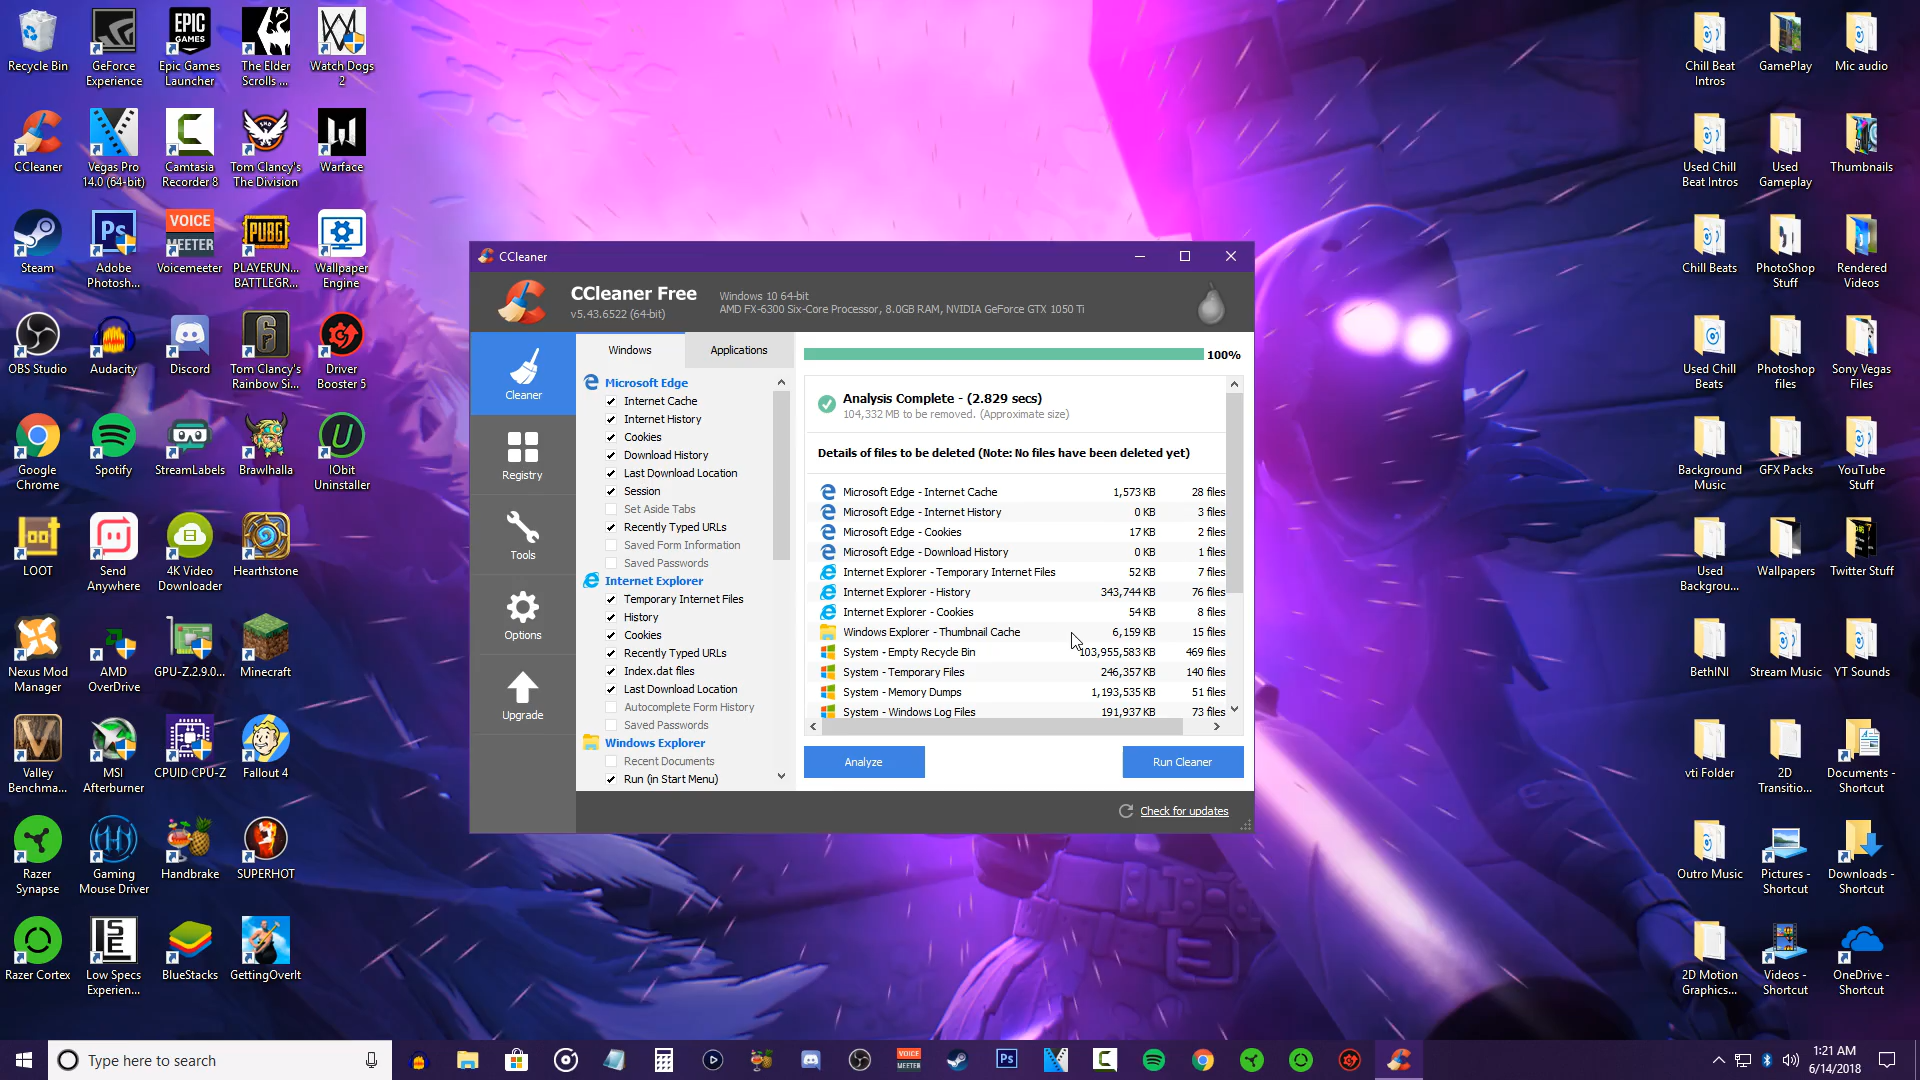 Recycle Bin
GeForce
Experience
Epic Games
Launcher
The Elder
Scrolls ...
Watch Dogs
2
CCleaner
Vegas Pro
14.0 (64-bit)
Camtasia
Recorder 8
Tom Clancy's
The Division
Warface
Steam
Adobe
Photosh...
Voicemeeter
PLAYERUN...
BATTLEGR...
Wallpaper
Engine
OBS Studio
Audacity
Discord
Tom Clancy's
Rainbow Si...
Driver
Booster 5
Google
Chrome
Spotify
StreamLabels
Brawlhalla
IObit
Uninstaller
LOOT
Send
Anywhere
4K Video
Downloader
Hearthstone
Nexus Mod
Manager
AMD
OverDrive
GPU-Z.2.9.0...
Minecraft
Valley
Benchma...
MSI
Afterburner
CPUID CPU-Z
Fallout 4
Razer
Synapse
Gaming
Mouse Driver
Handbrake
SUPERHOT
Razer Cortex
Low Specs
Experien...
BlueStacks
GettingOverIt
EPIC
GAMES
VOICE
MEETER
PUBG
Ps
loot
CCleaner
CCleaner Free
v5.43.6522 (64-bit)
Windows 10 64-bit
AMD FX-6300 Six-Core Processor, 8.0GB RAM, NVIDIA GeForce GTX 1050 Ti
Cleaner
Registry
Tools
Options
Upgrade
Windows
Applications
Microsoft Edge
Internet Cache
Internet History
Cookies
Download History
Last Download Location
Session
Set Aside Tabs
Recently Typed URLs
Saved Form Information
Saved Passwords
Internet Explorer
Temporary Internet Files
History
Cookies
Recently Typed URLs
Index.dat files
Last Download Location
Autocomplete Form History
Saved Passwords
Windows Explorer
Recent Documents
Run (in Start Menu)
100%
Analysis Complete - (2.829 secs)
104,332 MB to be removed. (Approximate size)
Details of files to be deleted (Note: No files have been deleted yet)
Microsoft Edge - Internet Cache 1,573 KB 28 files
Microsoft Edge - Internet History 0 KB 3 files
Microsoft Edge - Cookies 17 KB 2 files
Microsoft Edge - Download History 0 KB 1 files
Internet Explorer - Temporary Internet Files 52 KB 7 files
Internet Explorer - History 343,744 KB 76 files
Internet Explorer - Cookies 54 KB 8 files
Windows Explorer - Thumbnail Cache 6,159 KB 15 files
System - Empty Recycle Bin 103,955,583 KB 469 files
System - Temporary Files 246,357 KB 140 files
System - Memory Dumps 1,193,535 KB 51 files
System - Windows Log Files 191,937 KB 73 files
Analyze
Run Cleaner
Check for updates
Chill Beat
Intros
GamePlay
Mic audio
Used Chill
Beat Intros
Used
Gameplay
Thumbnails
Chill Beats
PhotoShop
Stuff
Rendered
Videos
Used Chill
Beats
Photoshop
files
Sony Vegas
Files
Background
Music
GFX Packs
YouTube
Stuff
Used
Backgrou...
Wallpapers
Twitter Stuff
BethINI
Stream Music
YT Sounds
vti Folder
2D
Transitio...
Documents -
Shortcut
Outro Music
Pictures -
Shortcut
Downloads -
Shortcut
2D Motion
Graphics...
Videos -
Shortcut
OneDrive -
Shortcut
Type here to search
VOICE
MEETER
Ps
1:21 AM
6/14/2018